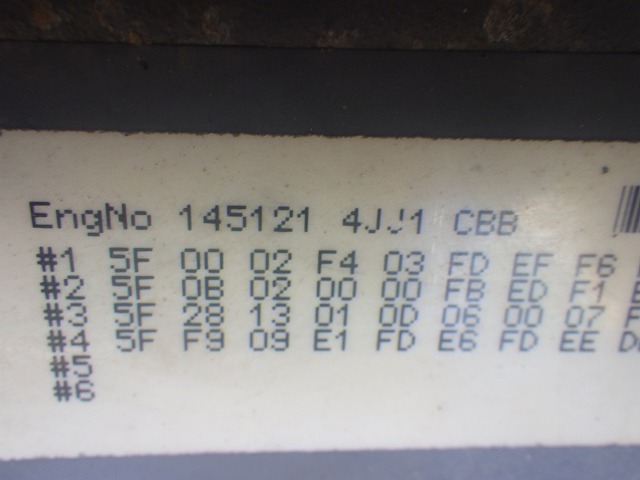 EngNo 145121 4JJ1 CBB
#1 5F 00 02 F4 03 FD EF F6
#2 5F 0B 02 00 00 FB ED F1
#3 5F 28 13 01 0D 06 00 07
#4 5F F9 09 E1 FD E6 FD EE
#5
#6